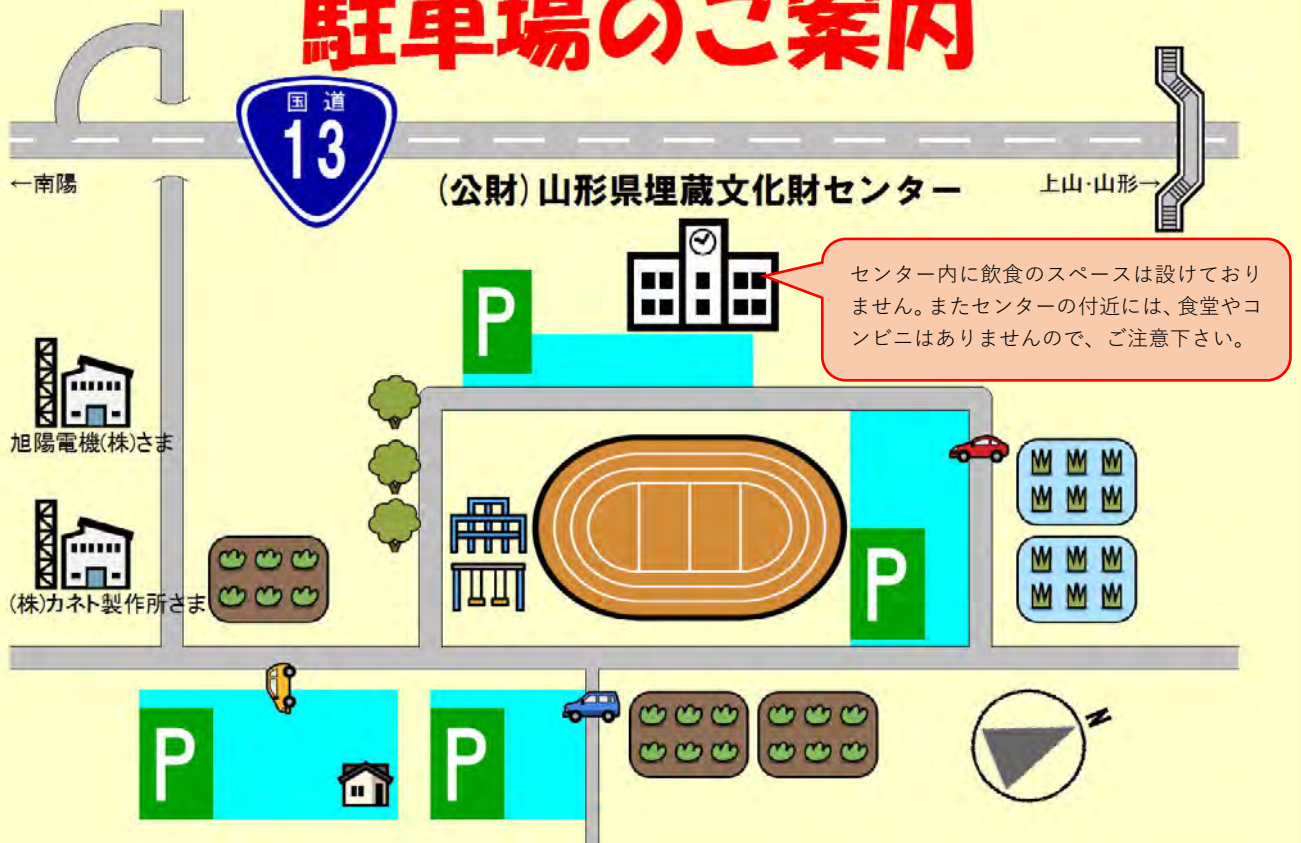 駐車場のご案内
国道
13
←南陽
(公財)山形県埋蔵文化財センター
上山・山形→
センター内に飲食のスペースは設けており
ません。またセンターの付近には、食堂やコ
ンビニはありませんので、ご注意下さい。
P
旭陽電機(株)さま
(株)カネト製作所さま
P
P
P
N